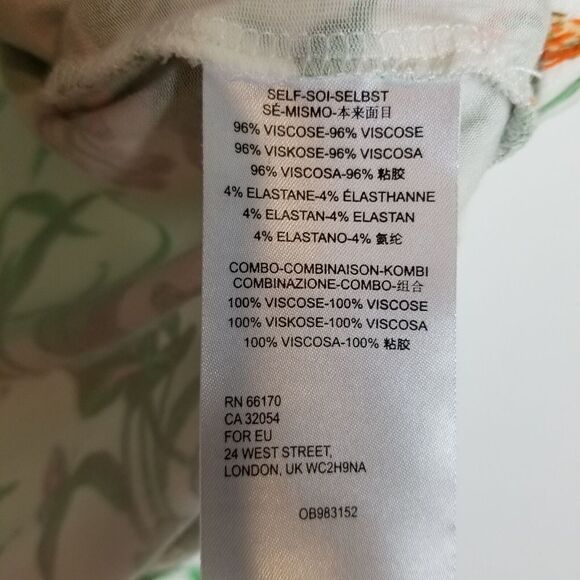 SELF-SOI-SELBST
SÉ-MISMO-本来面目
96% VISCOSE-96% VISCOSE
96% VISKOSE-96% VISCOSA
96% VISCOSA-96% 粘胶
4% ELASTANE-4% ÉLASTHANNE
4% ELASTAN-4% ELASTAN
4% ELASTANO-4% 氨纶
COMBO-COMBINAISON-KOMBI
COMBINAZIONE-COMBO-组合
100% VISCOSE-100% VISCOSE
100% VISKOSE-100% VISCOSA
100% VISCOSA-100% 粘胶
RN 66170
CA 32054
FOR EU
24 WEST STREET,
LONDON, UK WC2H9NA
OB983152